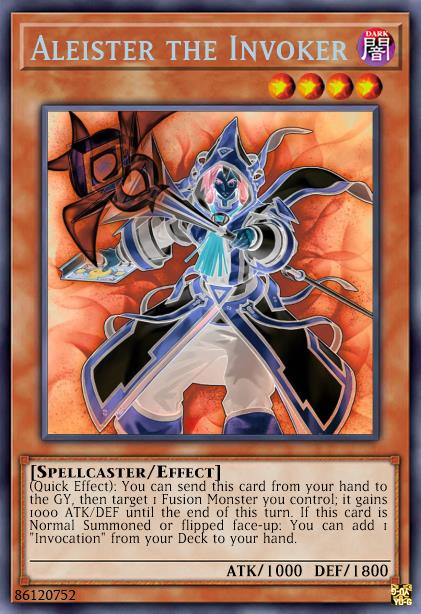 ALEISTER THE INVOKER
DARK
闇
[SPELLCASTER/EFFECT]
(Quick Effect): You can send this card from your hand to
the GY, then target 1 Fusion Monster you control; it gains
1000 ATK/DEF until the end of this turn. If this card is
Normal Summoned or flipped face-up: You can add 1
"Invocation" from your Deck to your hand.
ATK/1000 DEF/1800
86120752